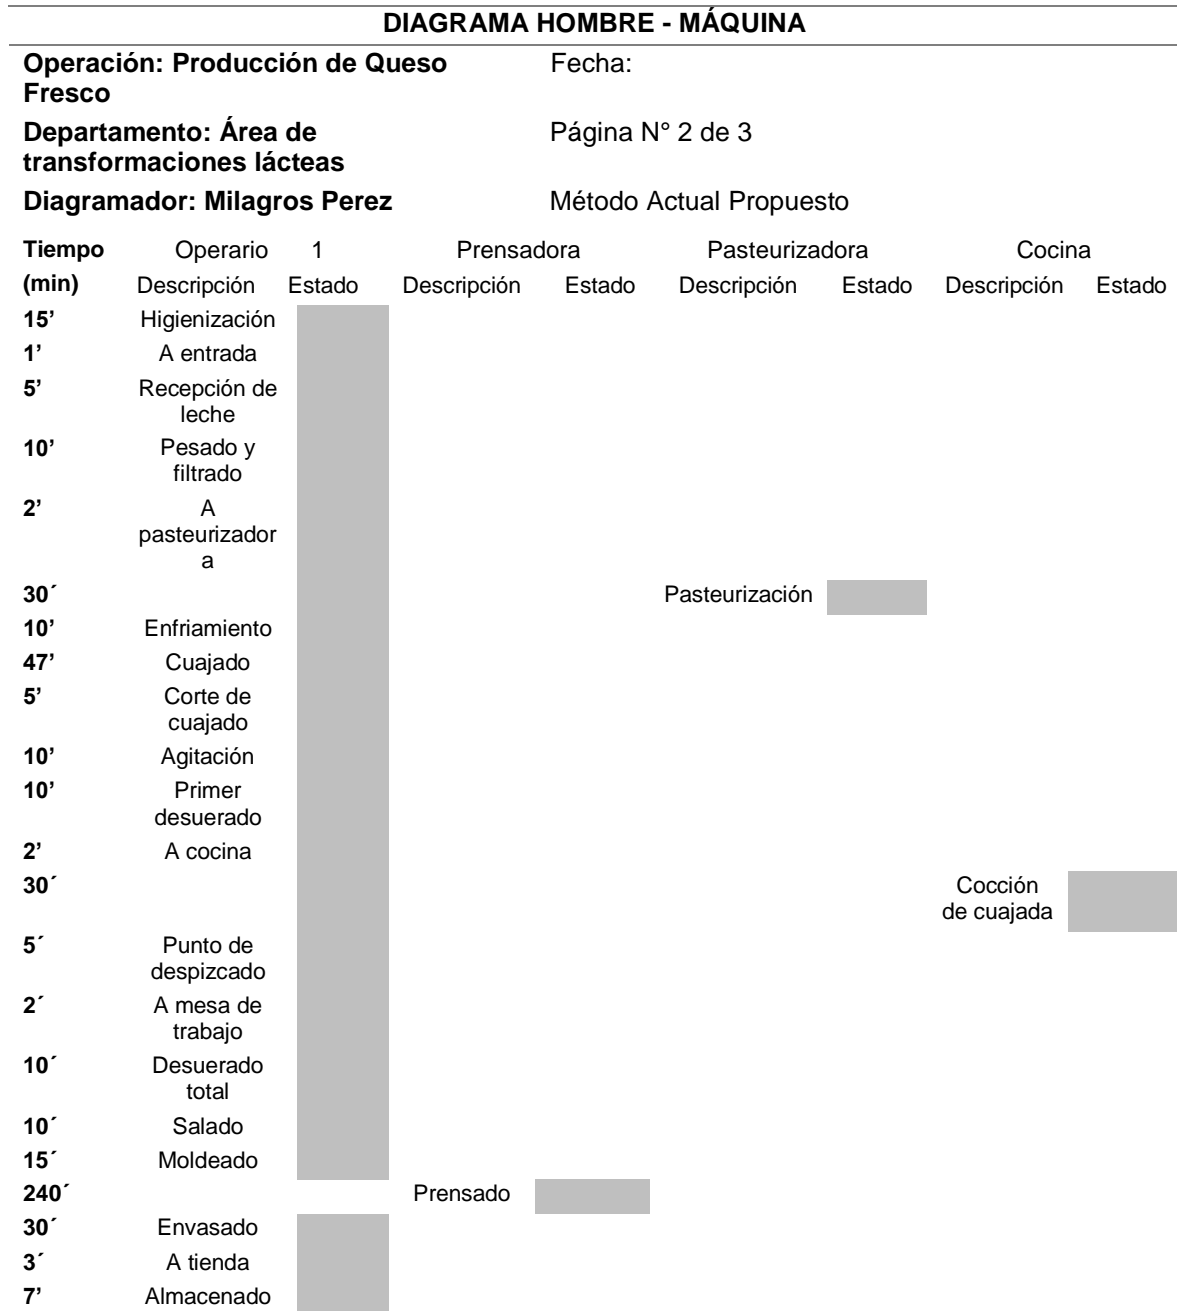 DIAGRAMA HOMBRE - MÁQUINA
Operación: Producción de Queso Fecha:
Fresco
Departamento: Área de Página N° 2 de 3
transformaciones lácteas
Diagramador: Milagros Perez Método Actual Propuesto
Tiempo Operario 1 Prensadora Pasteurizadora Cocina
(min) Descripción Estado Descripción Estado Descripción Estado Descripción Estado
15’ Higienización
1’ A entrada
5’ Recepción de
leche
10’ Pesado y
filtrado
2’ A
pasteurizador
a
30´ Pasteurización
10’ Enfriamiento
47’ Cuajado
5’ Corte de
cuajado
10’ Agitación
10’ Primer
desuerado
2’ A cocina
30´ Cocción
de cuajada
5´ Punto de
despizcado
2´ A mesa de
trabajo
10´ Desuerado
total
10´ Salado
15´ Moldeado
240´ Prensado
30´ Envasado
3´ A tienda
7’ Almacenado